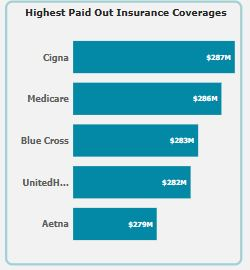 Highest Paid Out Insurance Coverages
Cigna $287M
Medicare $286M
Blue Cross $283M
UnitedH... $282M
Aetna $279M